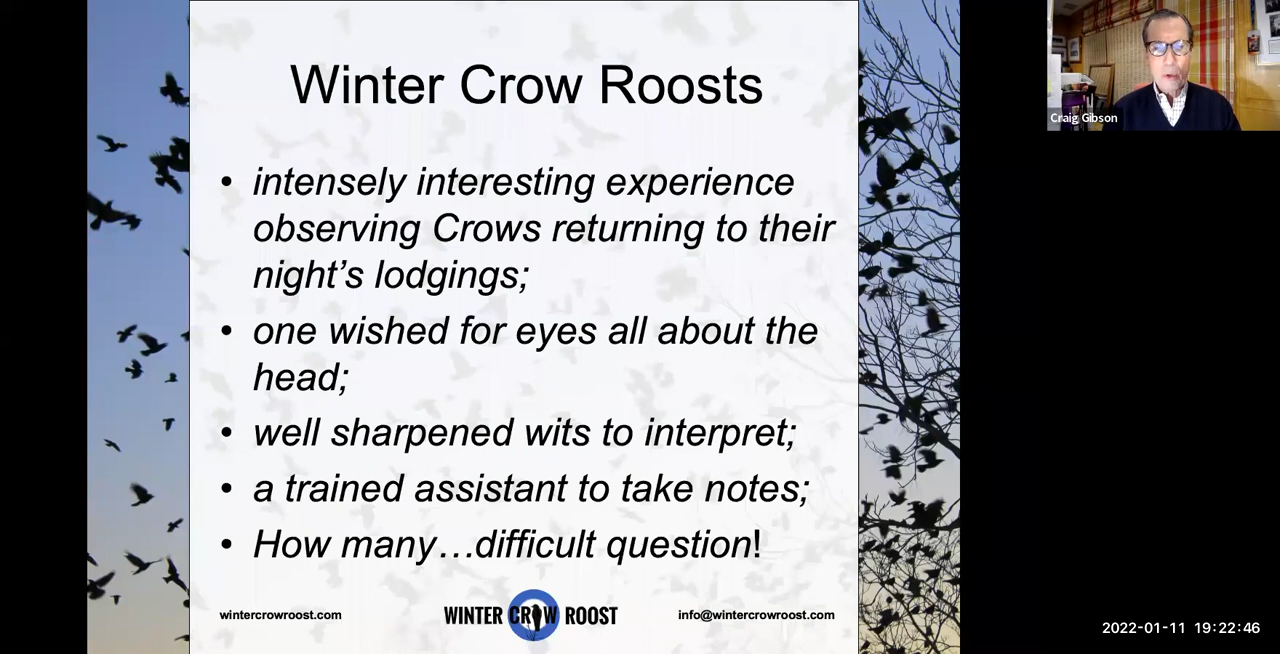 Winter Crow Roosts
• intensely interesting experience
observing Crows returning to their
night’s lodgings;
• one wished for eyes all about the
head;
• well sharpened wits to interpret;
• a trained assistant to take notes;
• How many…difficult question!
wintercrowroost.com
WINTER CROW ROOST
info@wintercrowroost.com
Craig Gibson
2022-01-11 19:22:46